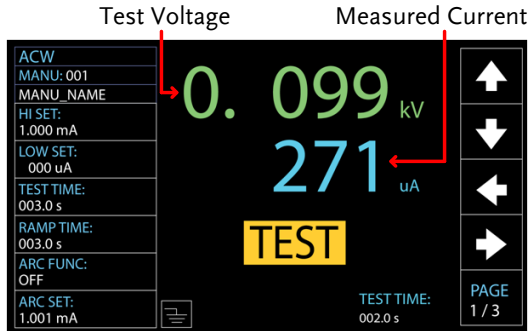 Test Voltage
Measured Current
ACW
MANU: 001
MANU_NAME
HI SET:
1.000 mA
LOW SET:
000 uA
TEST TIME:
003.0 s
RAMP TIME:
003.0 s
ARC FUNC:
OFF
ARC SET:
1.001 mA
0. 099 kV
271 uA
TEST
TEST TIME:
002.0 s
PAGE
1 / 3